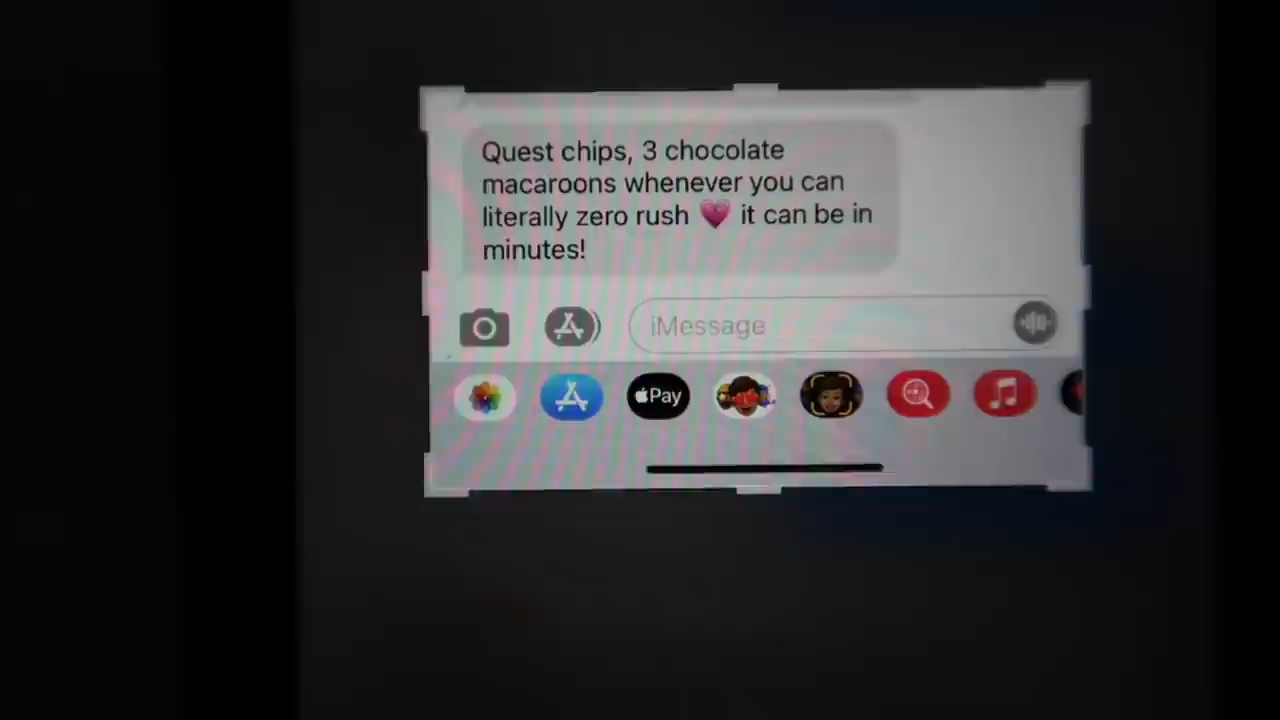 Quest chips, 3 chocolate
macaroons whenever you can
literally zero rush 💗 it can be in
minutes!
iMessage
Pay